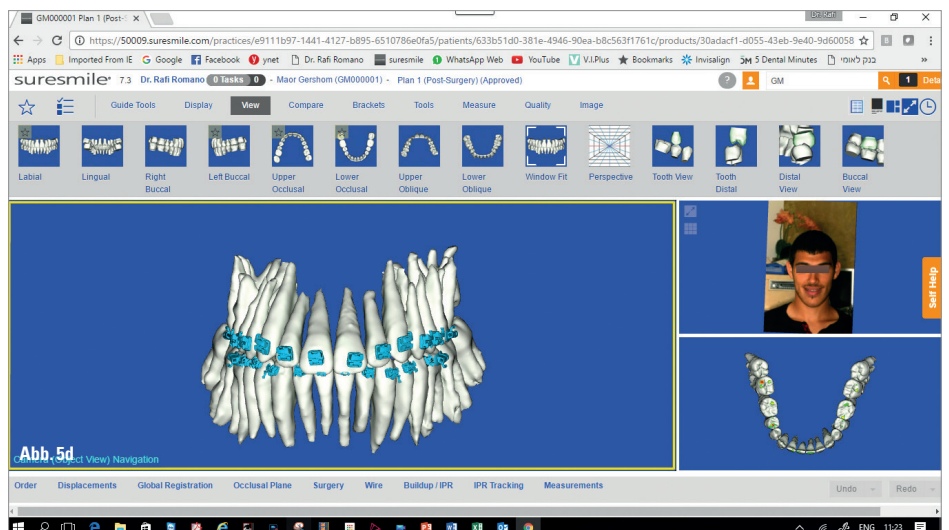 GM000001 Plan 1 (Post-
Dr. Rafi
https://50009.suresmile.com/practices/e9111b97-1441-4127-b895-6510786e0fa5/patients/633b51d0-381e-4946-90ea-b8c563f1761c/products/30adacf1-d055-43eb-9e40-9d60058
Apps Imported From IE Google Facebook ynet Dr. Rafi Romano suresmile WhatsApp Web YouTube V.I.Plus Bookmarks Invisalign 5M 5 Dental Minutes בנק לאומי »
suresmile 7.3 Dr. Rafi Romano 0 Tasks 0 - Maor Gershom (GM000001) - Plan 1 (Post-Surgery) (Approved) ? GM 1 Deta
Guide Tools Display View Compare Brackets Tools Measure Quality Image
Labial Lingual Right Buccal Left Buccal Upper Occlusal Lower Occlusal Upper Oblique Lower Oblique Window Fit Perspective Tooth View Tooth Distal Distal View Buccal View
Self Help
Abb. 5d
(Object View) Navigation
Order Displacements Global Registration Occlusal Plane Surgery Wire Buildup / IPR IPR Tracking Measurements Undo Redo
ENG 11:23